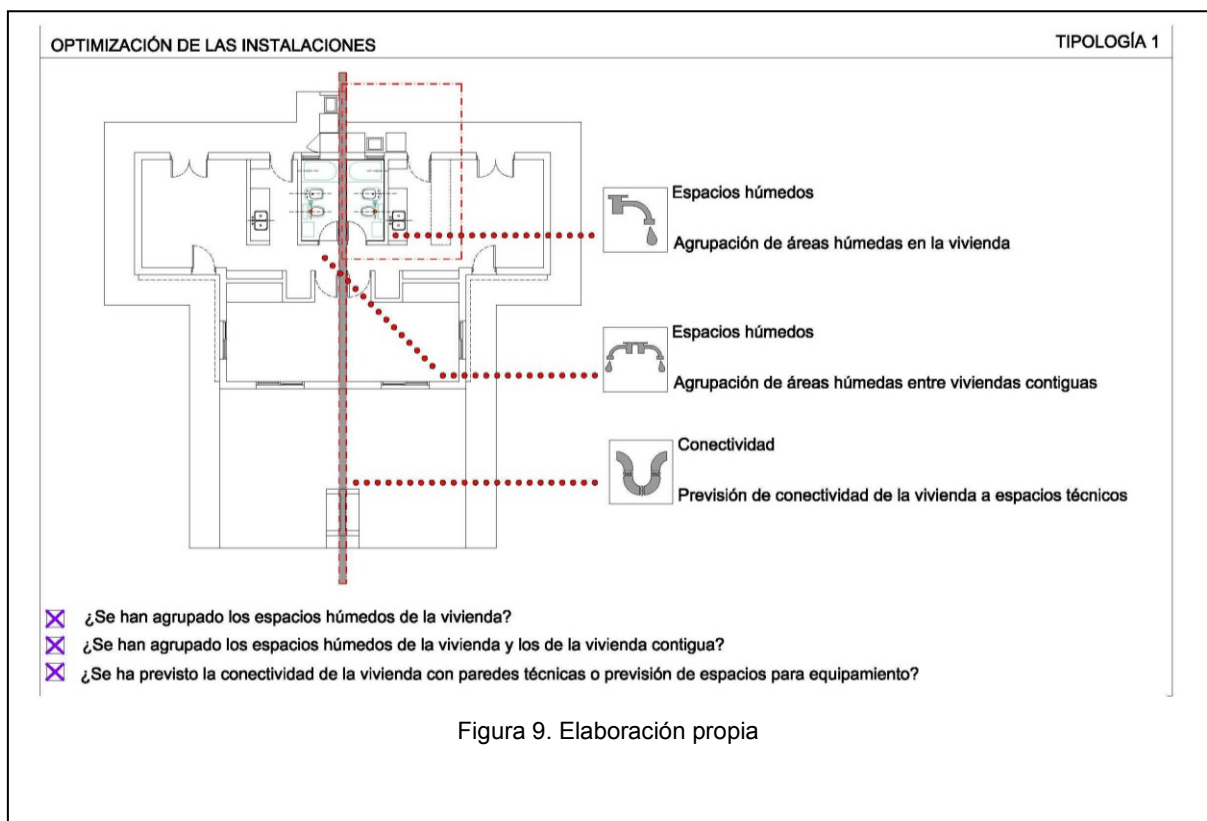 OPTIMIZACIÓN DE LAS INSTALACIONES
TIPOLOGÍA 1
Espacios húmedos
Agrupación de áreas húmedas en la vivienda
Espacios húmedos
Agrupación de áreas húmedas entre viviendas contiguas
Conectividad
Previsión de conectividad de la vivienda a espacios técnicos
¿Se han agrupado los espacios húmedos de la vivienda?
¿Se han agrupado los espacios húmedos de la vivienda y los de la vivienda contigua?
¿Se ha previsto la conectividad de la vivienda con paredes técnicas o previsión de espacios para equipamiento?
Figura 9. Elaboración propia